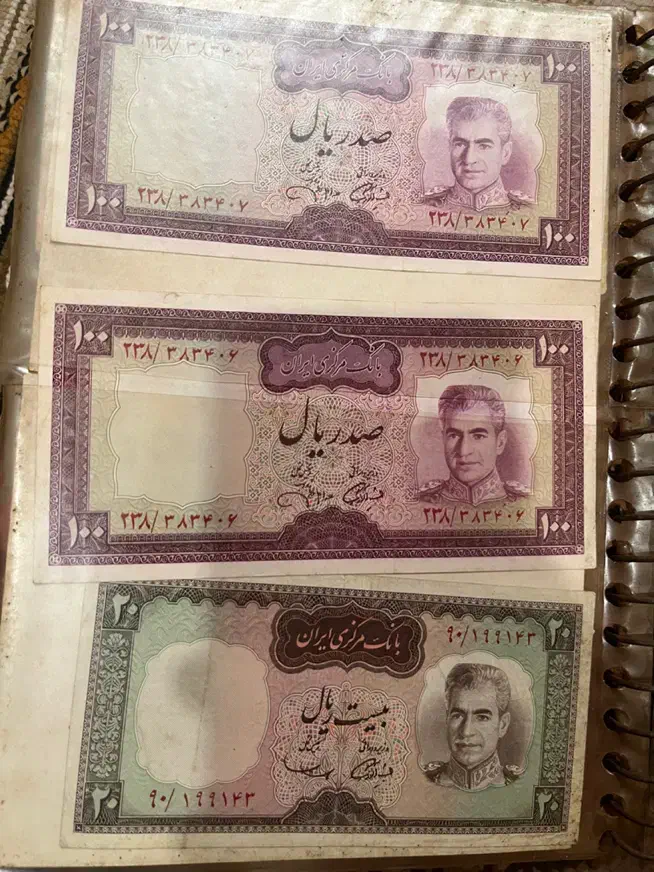 ۱۰۰ ۲۳۸/۳۸۳۴۰۷ بانک مرکزی ایران ۲۳۸/۳۸۳۴۰۷ ۱۰۰
صد ریال
۱۰۰ ۲۳۸/۳۸۳۴۰۷ ۲۳۸/۳۸۳۴۰۷ ۱۰۰
۱۰۰ ۲۳۸/۳۸۳۴۰۶ بانک مرکزی ایران ۲۳۸/۳۸۳۴۰۶ ۱۰۰
صد ریال
۱۰۰ ۲۳۸/۳۸۳۴۰۶ ۲۳۸/۳۸۳۴۰۶ ۱۰۰
۲۰ بانک مرکزی ایران ۹۰/۱۹۹۱۴۳ ۲۰
بیست ریال
۲۰ ۹۰/۱۹۹۱۴۳ ۲۰